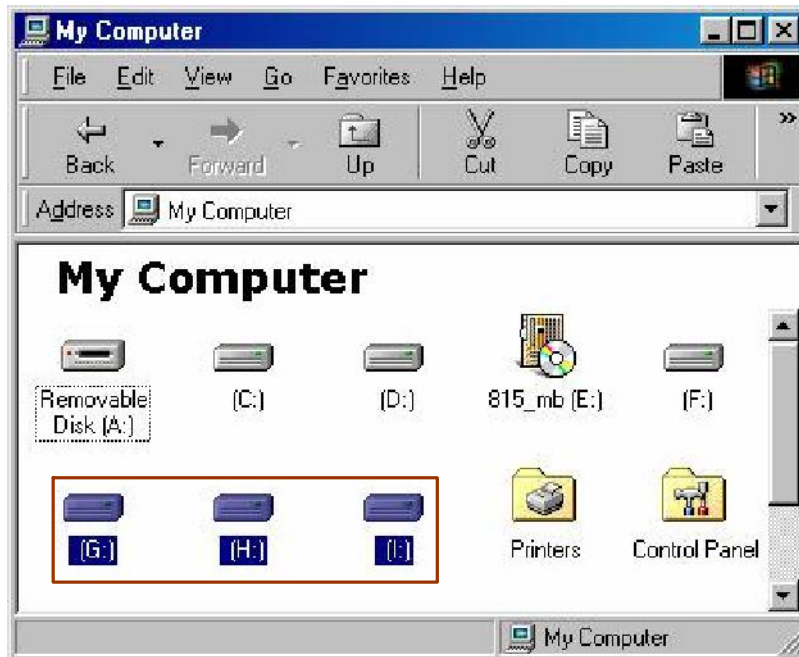 My Computer
File Edit View Go Favorites Help
Back Forward Up Cut Copy Paste »
Address My Computer
My Computer
Removable Disk (A:) (C:) (D:) 815_mb (E:) (F:)
(G:) (H:) (I:) Printers Control Panel
My Computer